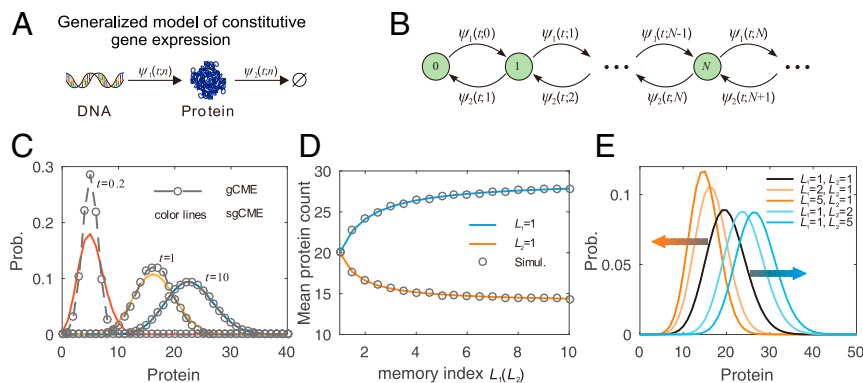 A
Generalized model of constitutive
gene expression
ψ₁(t;n) ψ₂(t;n)
DNA Protein ∅
B
ψ₁(t;0) ψ₁(t;1) ψ₁(t;N-1) ψ₁(t;N)
0 1 ••• N •••
ψ₂(t;1) ψ₂(t;2) ψ₂(t;N) ψ₂(t;N+1)
C
0.3
0.2
0.1
0
Prob.
t=0.2
t=1
t=10
gCME
color lines sgCME
0 10 20 30 40
Protein
D
30
25
20
15
10
Mean protein count
L₁=1
L₂=1
Simul.
2 4 6 8 10
memory index L₁(L₂)
E
0.1
0.05
0
Prob.
L₁=1, L₂=1
L₁=2, L₂=1
L₁=5, L₂=1
L₁=1, L₂=2
L₁=1, L₂=5
0 10 20 30 40 50
Protein